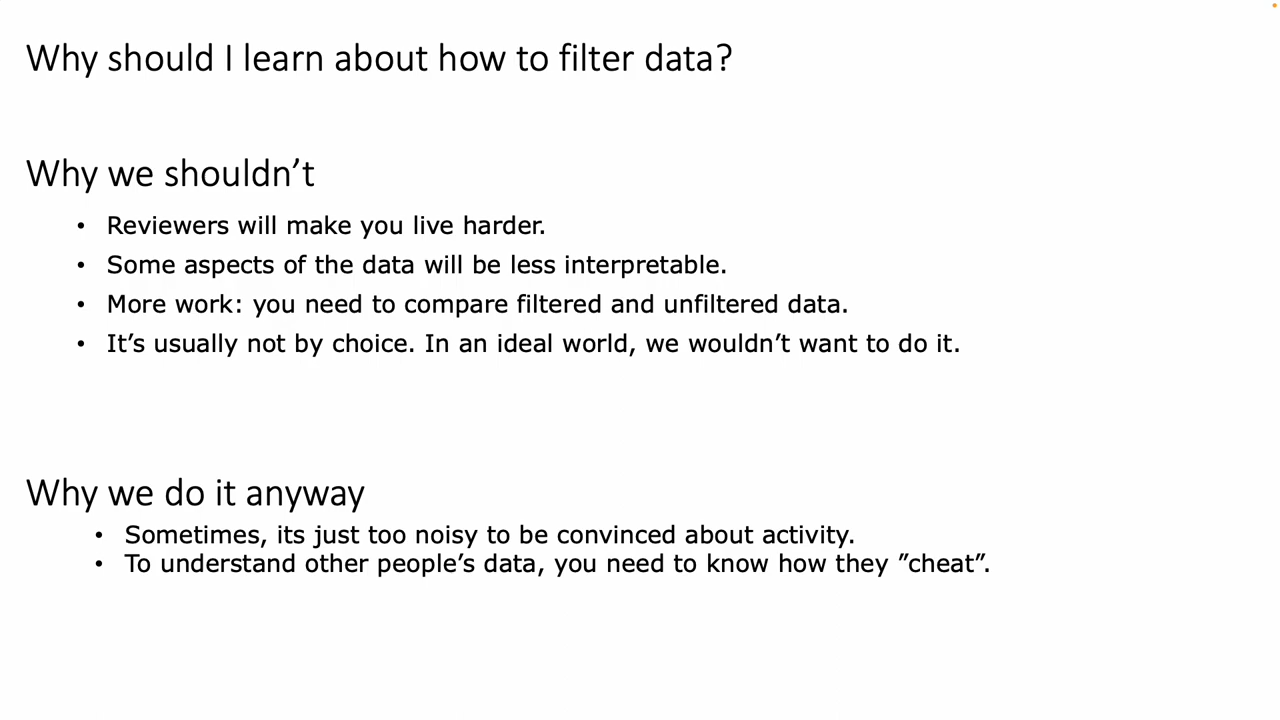 Why should I learn about how to filter data?
Why we shouldn’t
• Reviewers will make you live harder.
• Some aspects of the data will be less interpretable.
• More work: you need to compare filtered and unfiltered data.
• It’s usually not by choice. In an ideal world, we wouldn’t want to do it.
Why we do it anyway
• Sometimes, its just too noisy to be convinced about activity.
• To understand other people’s data, you need to know how they ”cheat”.